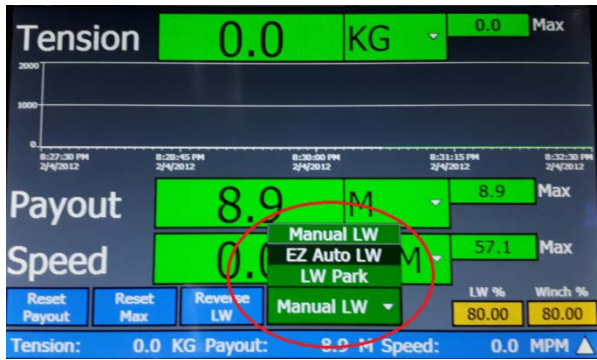 Tension 0.0 KG 0.0 Max
2000
1000
0
8:27:30 PM 8:28:45 PM 8:30:00 PM 8:31:15 PM 8:32:30 PM
2/4/2012 2/4/2012 2/4/2012 2/4/2012 2/4/2012
Payout 8.9 M 8.9 Max
Manual LW
EZ Auto LW
LW Park
Speed 0.0 M 57.1 Max
Reset Payout
Reset Max
Reverse LW
Manual LW
LW % Winch %
80.00 80.00
Tension: 0.0 KG Payout: 8.9 M Speed: 0.0 MPM